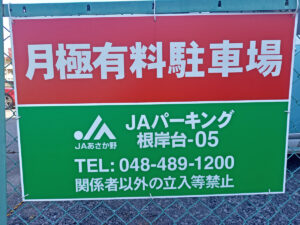 月極有料駐車場
JAあさか野
JAパーキング
根岸台-05
TEL: 048-489-1200
関係者以外の立入等禁止